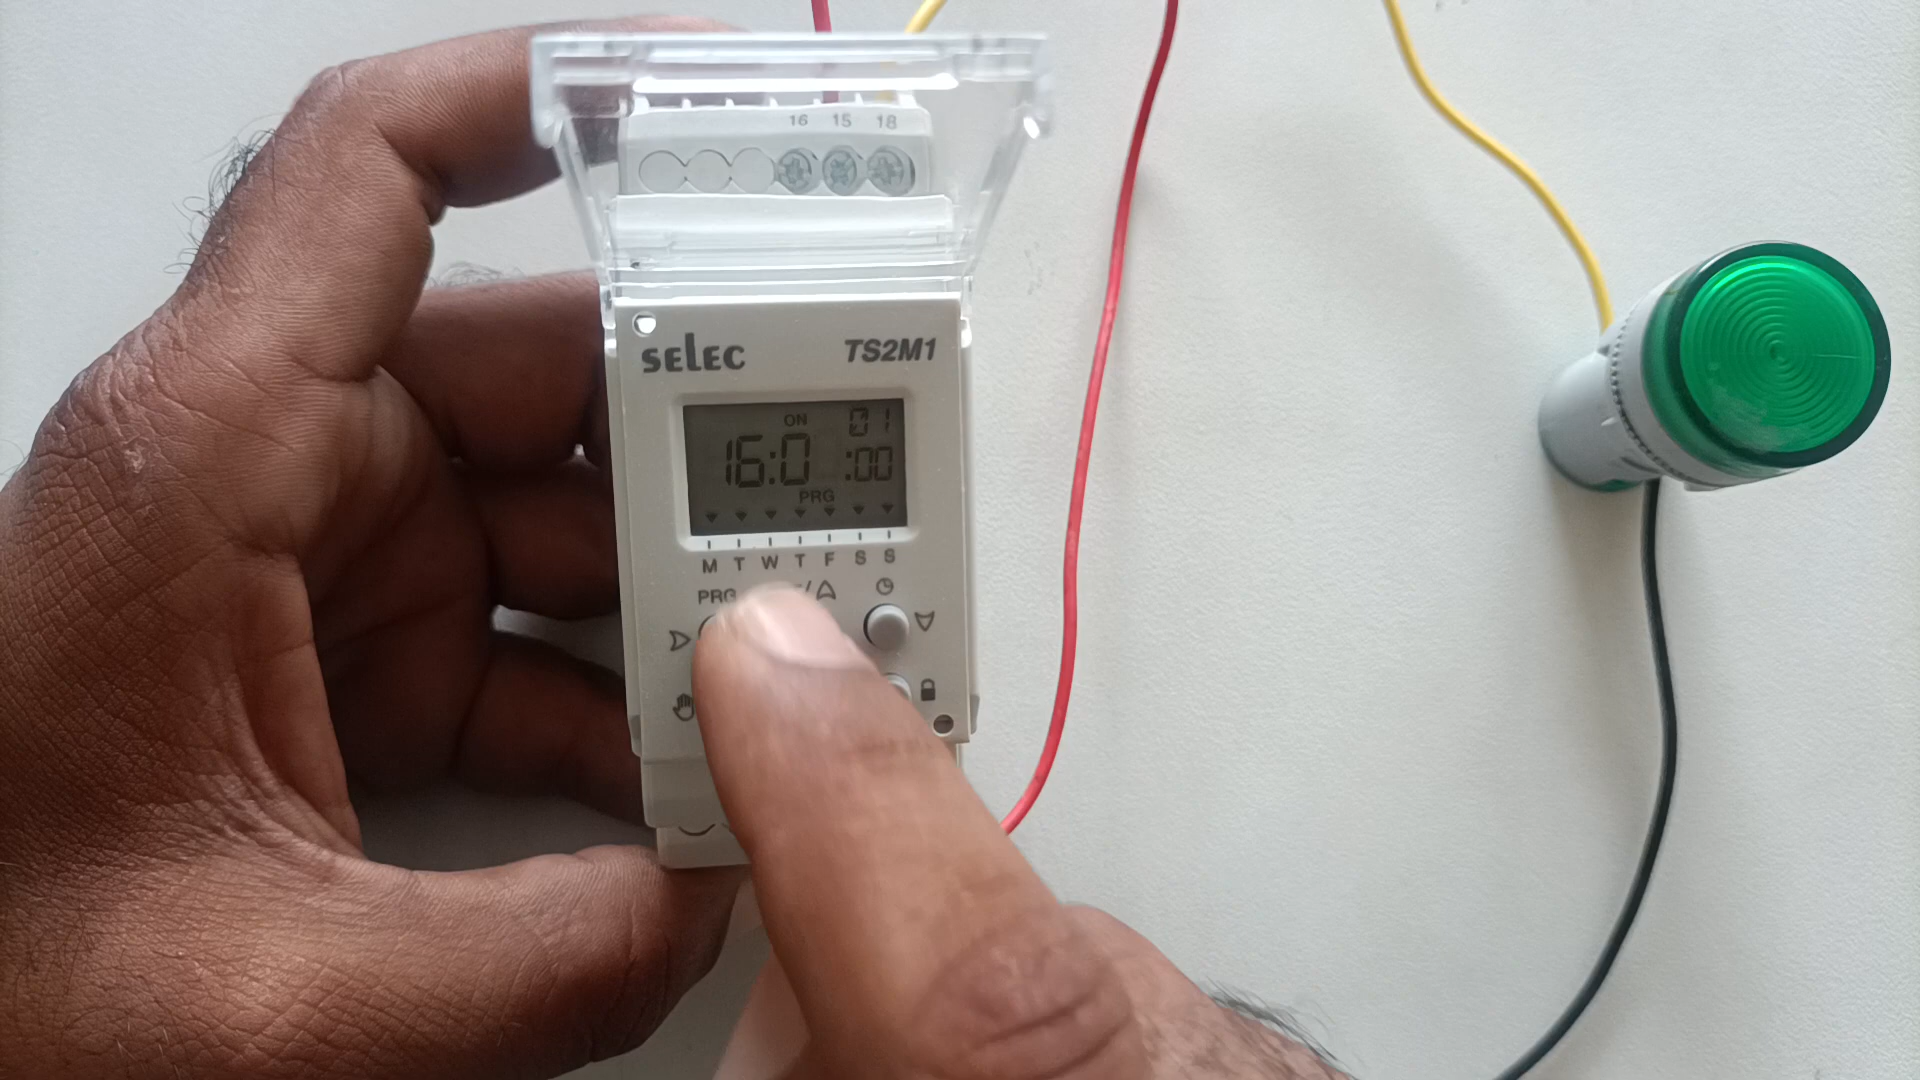 16 15 18
SELEC TS2M1
ON 01
16:0 :00
PRG
M T W T F S S
PRG